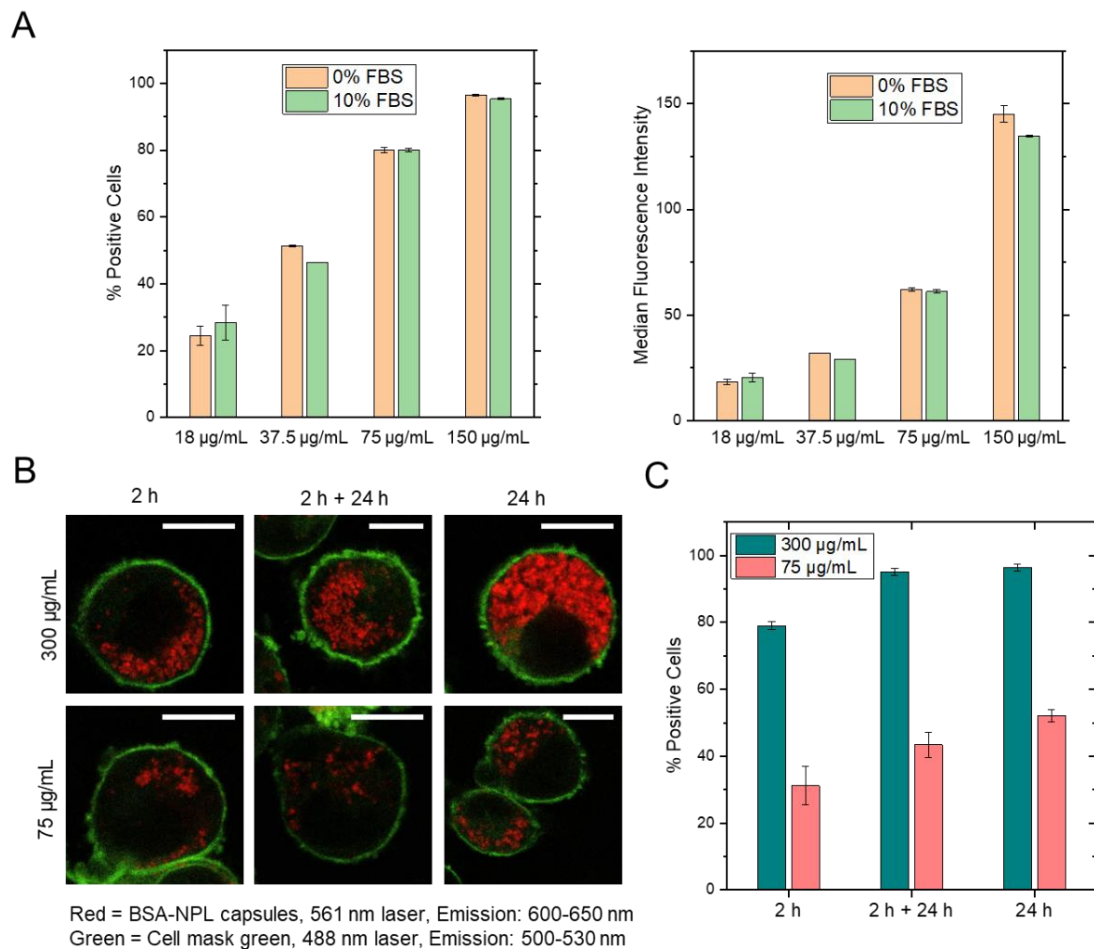 A
% Positive Cells
100
80
60
40
20
0
0% FBS
10% FBS
18 µg/mL
37.5 µg/mL
75 µg/mL
150 µg/mL
Median Fluorescence Intensity
150
100
50
0
0% FBS
10% FBS
18 µg/mL
37.5 µg/mL
75 µg/mL
150 µg/mL
B
2 h
2 h + 24 h
24 h
300 µg/mL
75 µg/mL
Red = BSA-NPL capsules, 561 nm laser, Emission: 600-650 nm
Green = Cell mask green, 488 nm laser, Emission: 500-530 nm
C
% Positive Cells
100
80
60
40
20
0
300 µg/mL
75 µg/mL
2 h
2 h + 24 h
24 h